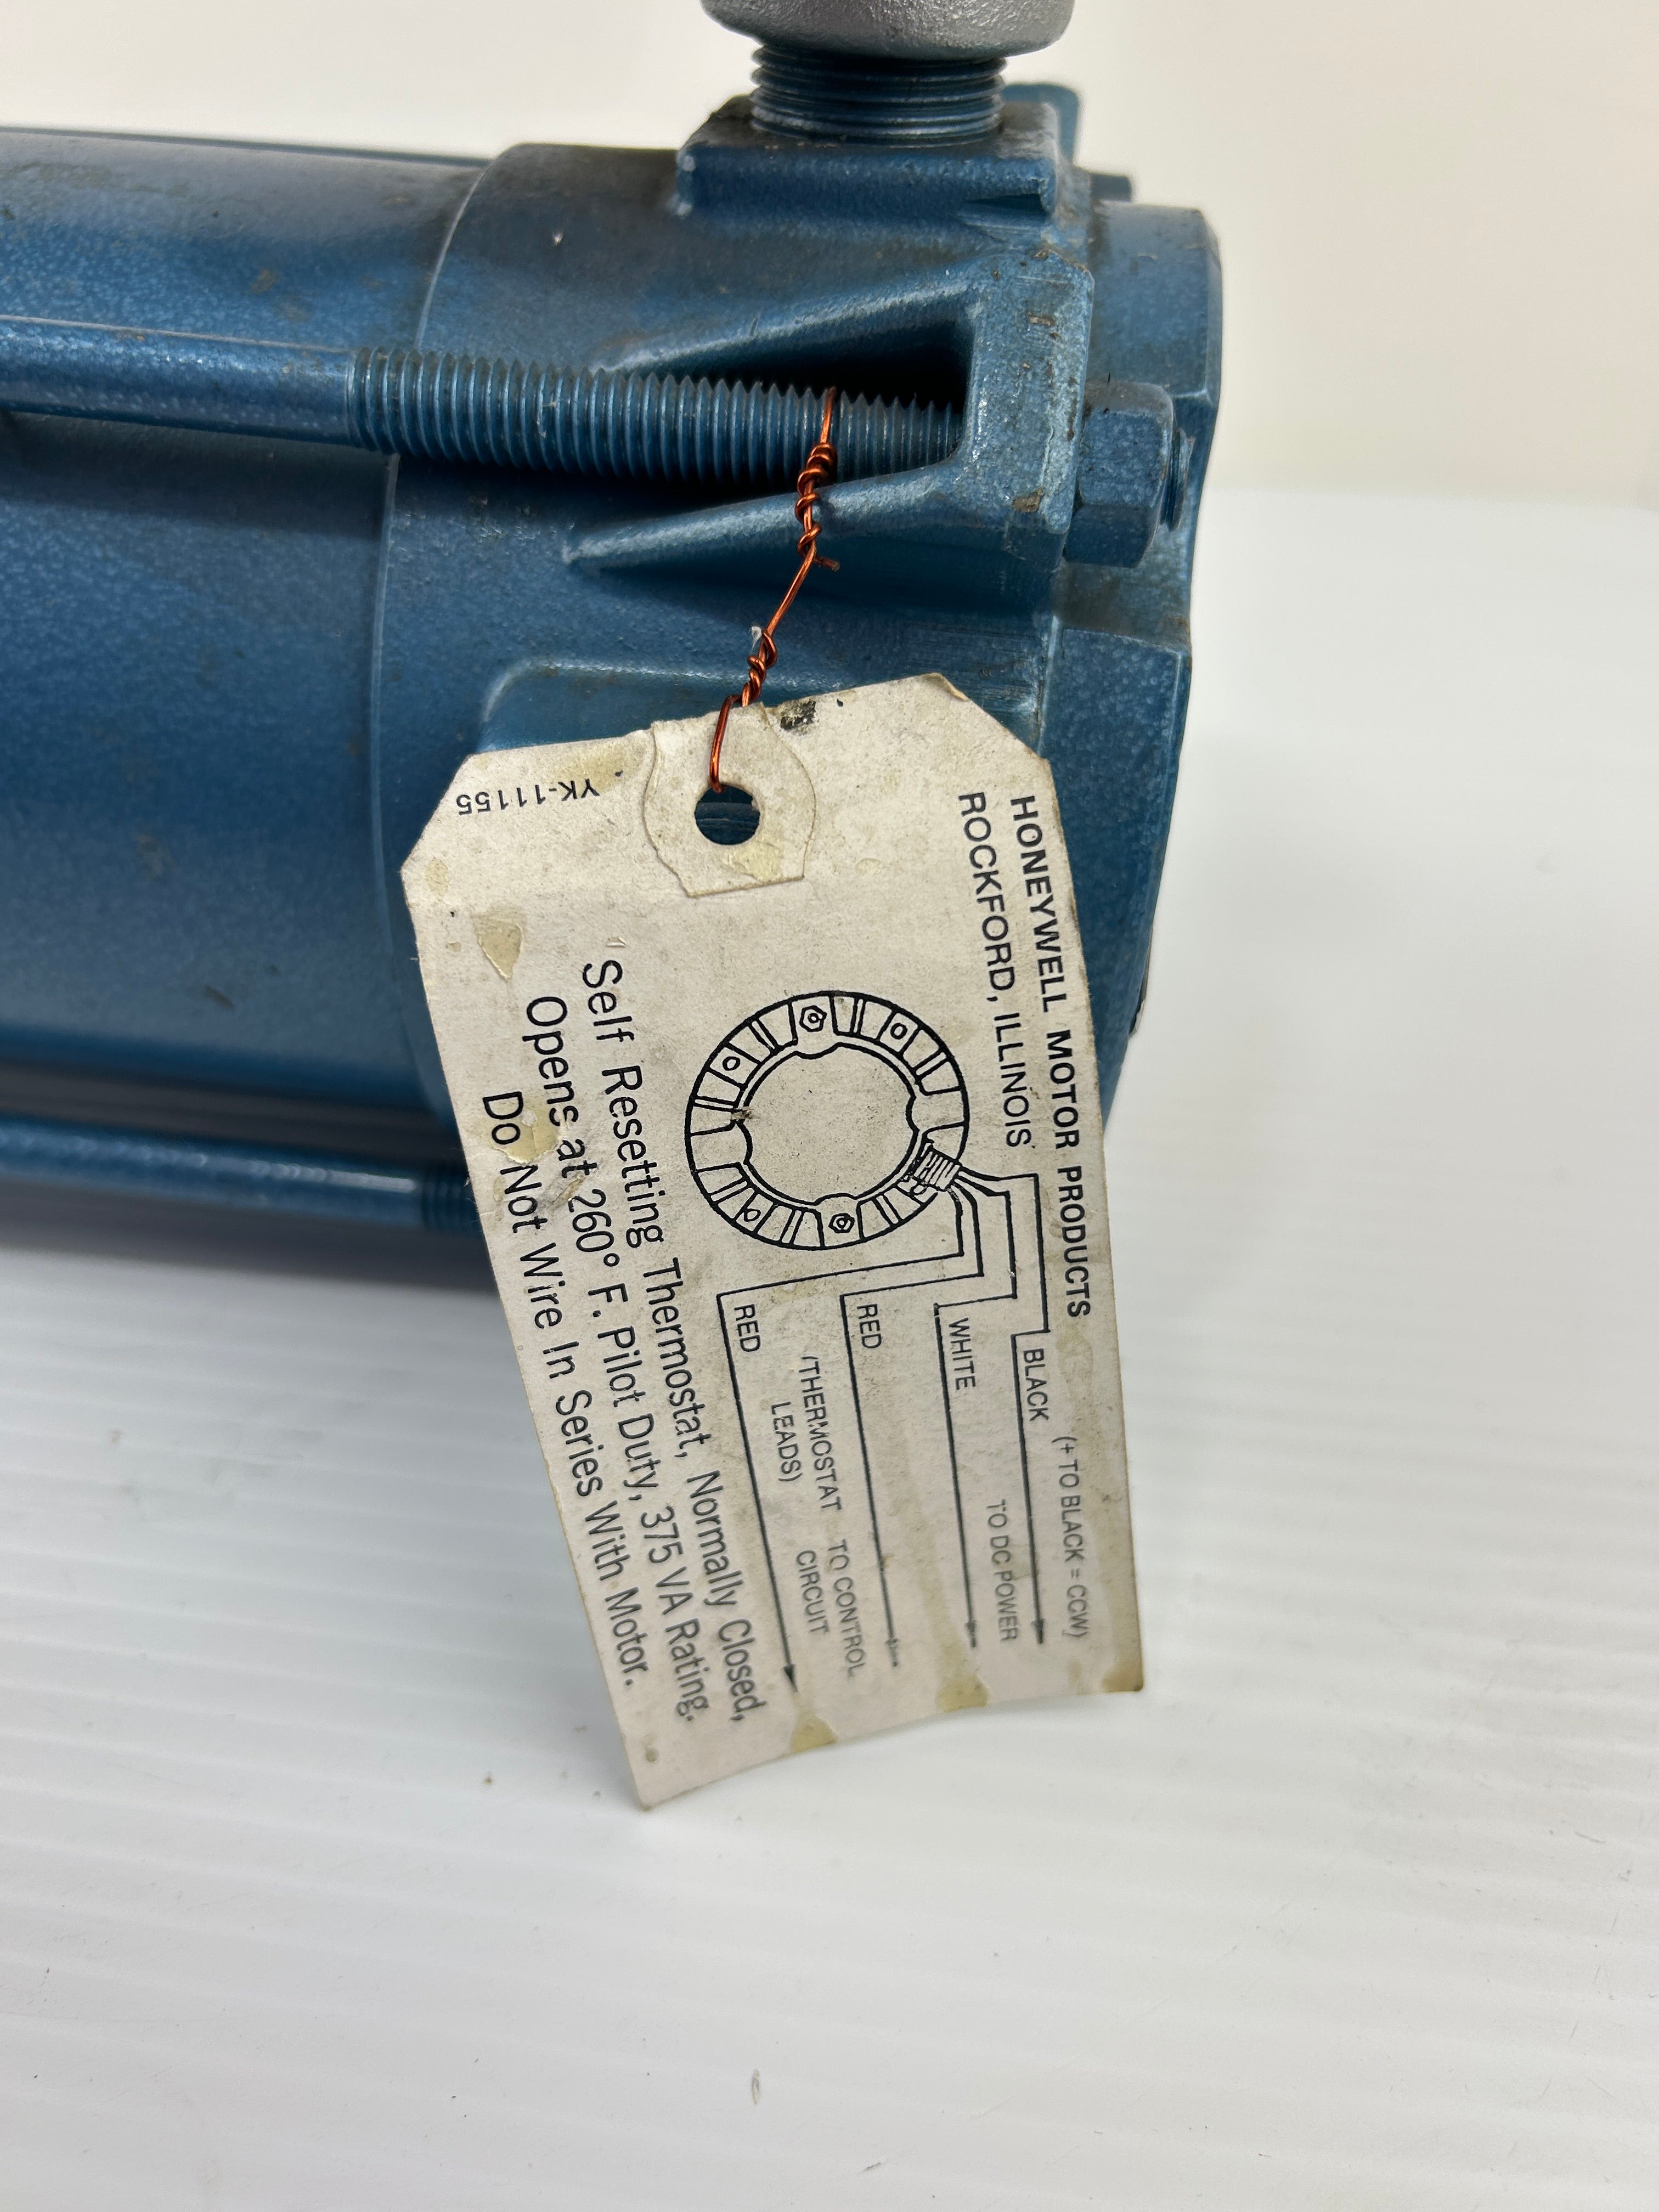 YK-11155
HONEYWELL MOTOR PRODUCTS
ROCKFORD, ILLINOIS
BLACK (+ TO BLACK = CCW)
WHITE TO DC POWER
RED
(THERMOSTAT TO CONTROL
LEADS) CIRCUIT
RED
Self Resetting Thermostat, Normally Closed,
Opens at 260° F. Pilot Duty, 375 VA Rating.
Do Not Wire In Series With Motor.